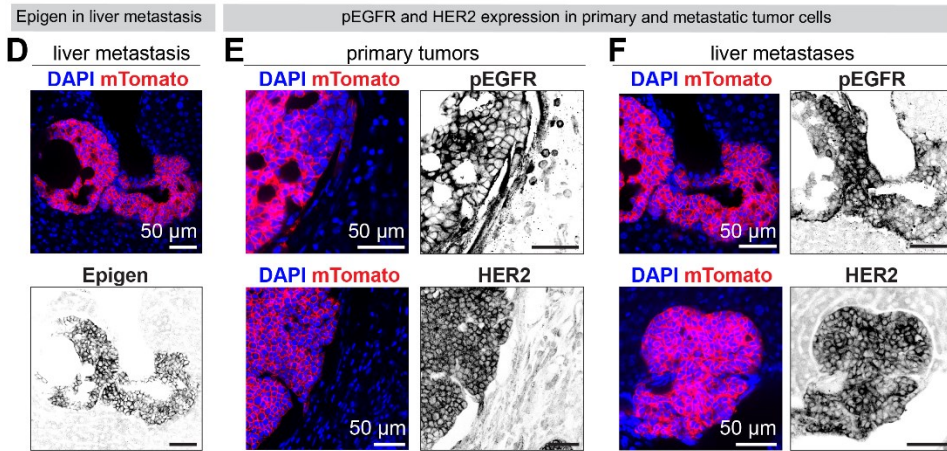 Epigen in liver metastasis
pEGFR and HER2 expression in primary and metastatic tumor cells
D liver metastasis
DAPI mTomato
50 µm
Epigen
E primary tumors
DAPI mTomato pEGFR
50 µm
DAPI mTomato HER2
50 µm
F liver metastases
DAPI mTomato pEGFR
50 µm
DAPI mTomato HER2
50 µm